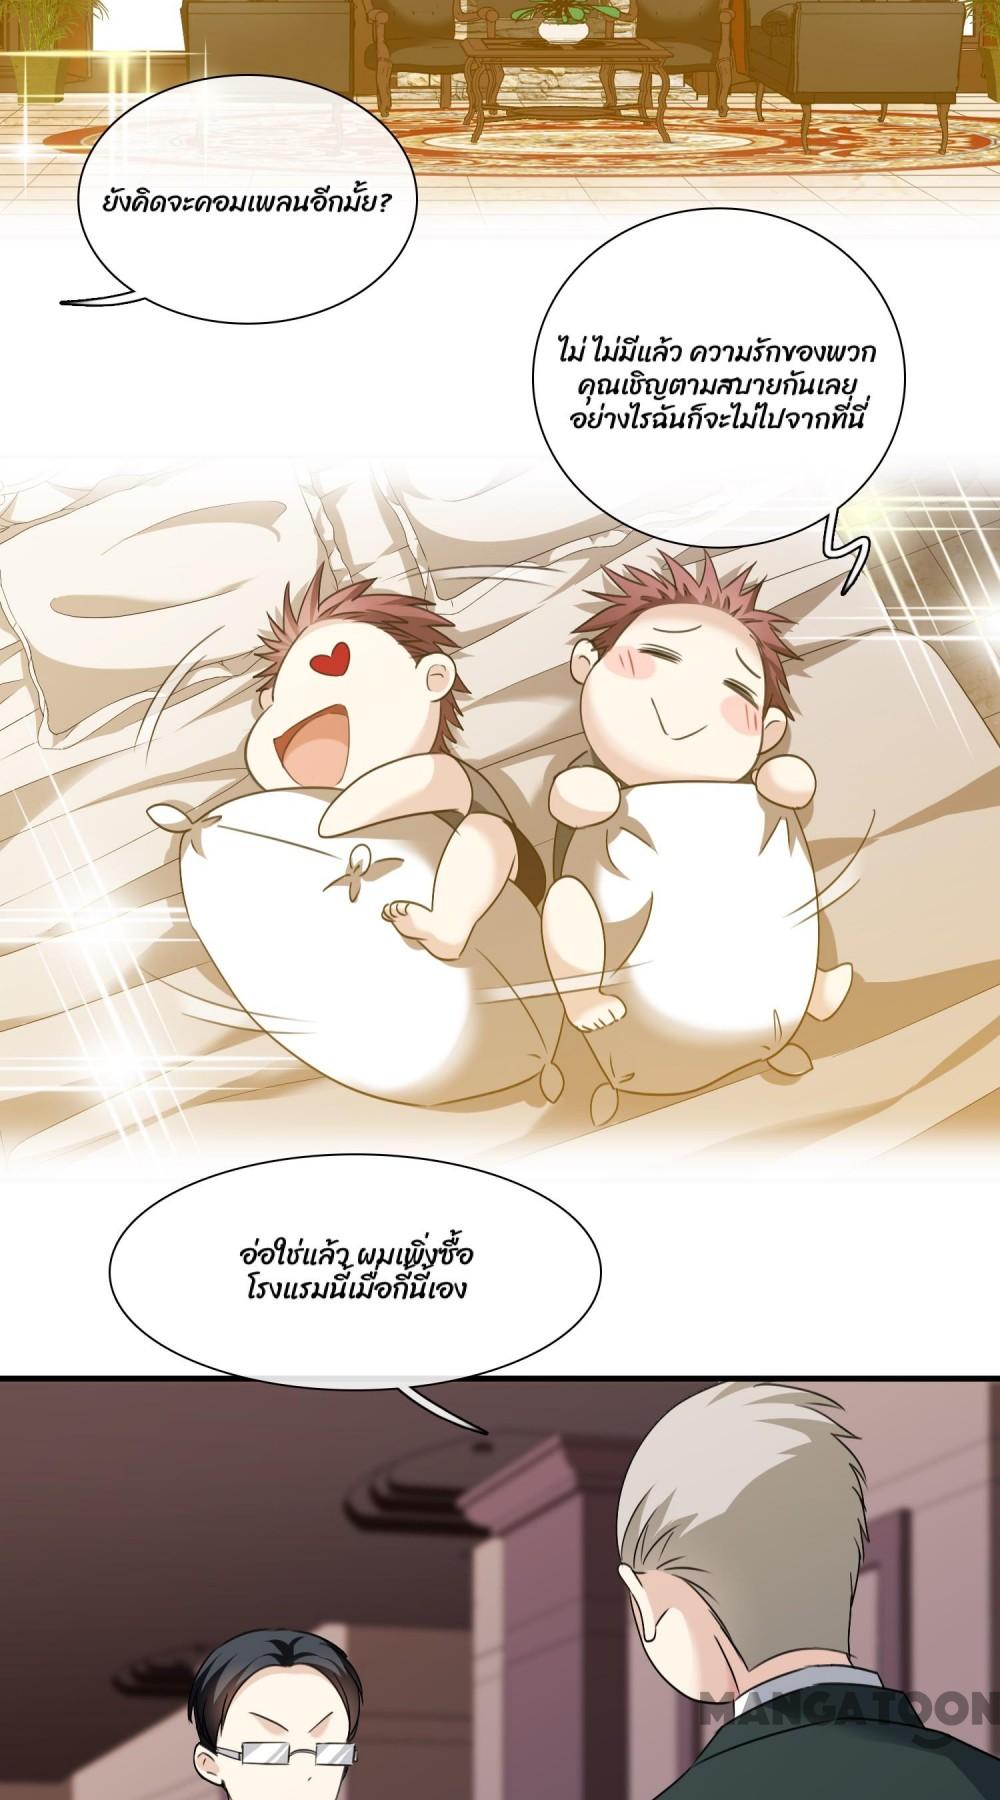 ยังคิดจะคอมเพลนอีกมั้ย?
ไม่ ไม่มีแล้ว ความรักของพวก
คุณเชิญตามสบายกันเลย
อย่างไรฉันก็จะไม่ไปจากที่นี่
อ่อใช่แล้ว ผมเพิ่งซื้อ
โรงแรมนี้เมื่อกี้นี้เอง
MANGATOON